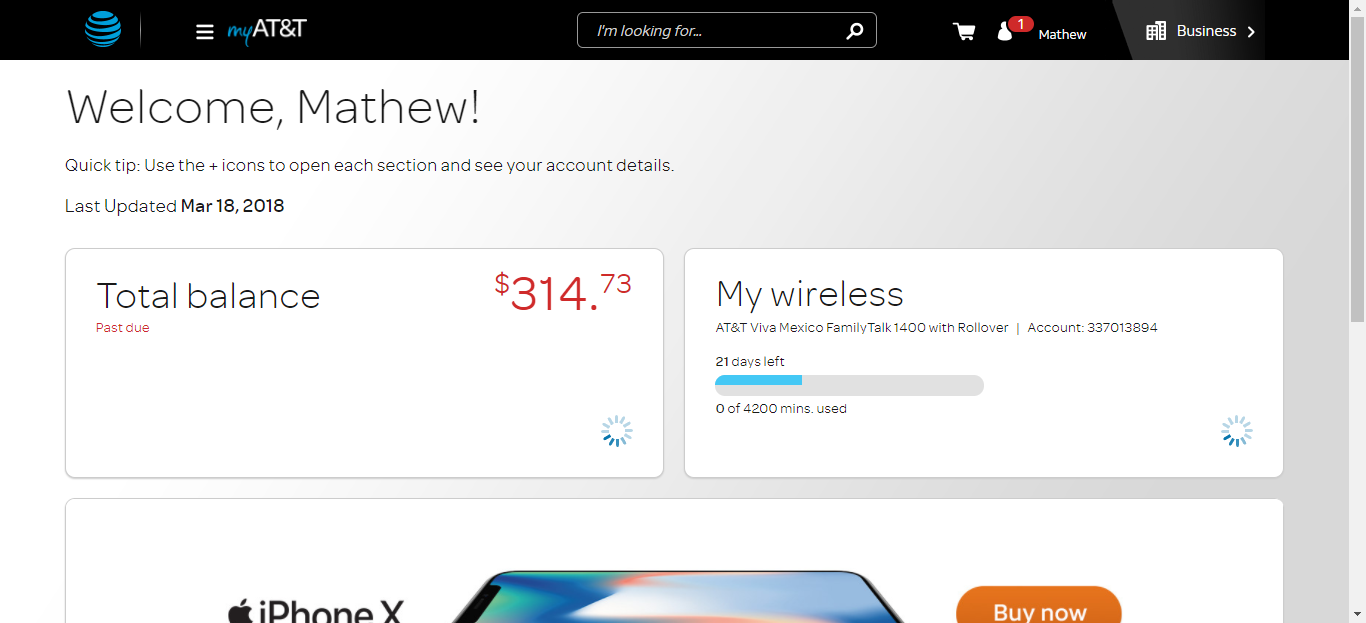 myAT&T
I'm looking for...
1
Mathew
Business
Welcome, Mathew!
Quick tip: Use the + icons to open each section and see your account details.
Last Updated Mar 18, 2018
Total balance
$314.73
Past due
My wireless
AT&T Viva Mexico FamilyTalk 1400 with Rollover | Account: 337013894
21 days left
0 of 4200 mins. used
iPhone X
Buy now